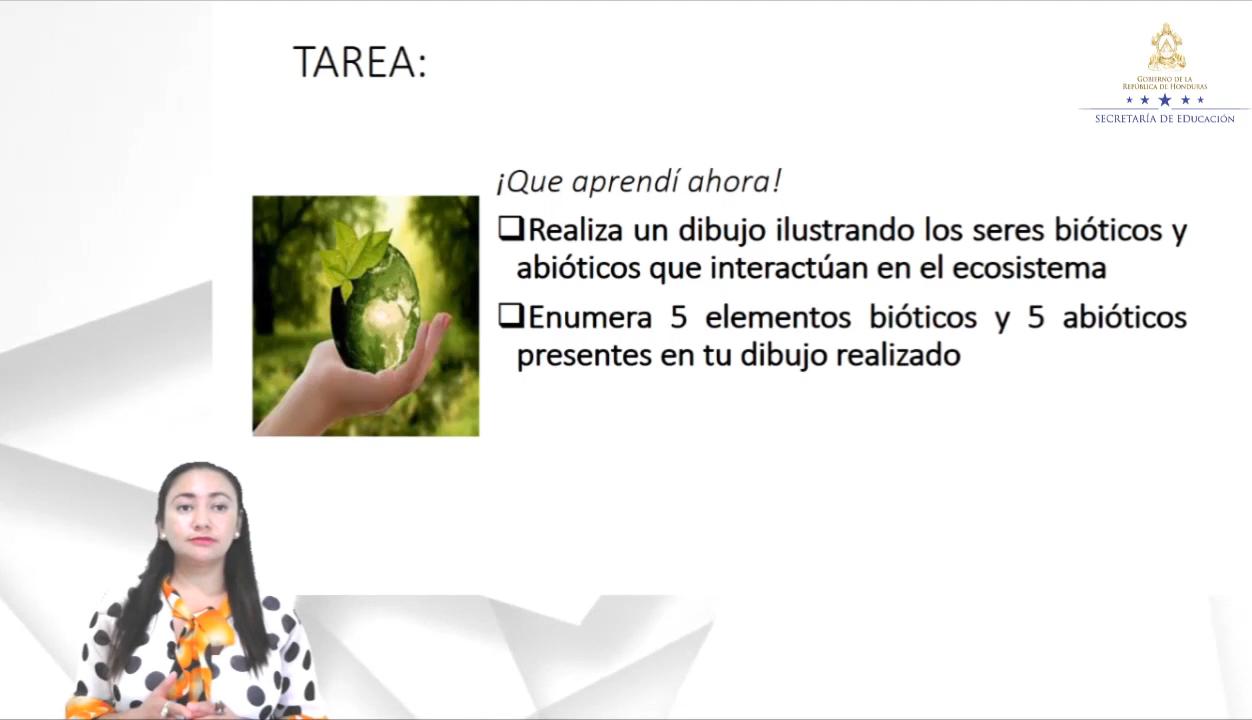 TAREA:
GOBIERNO DE LA
REPÚBLICA DE HONDURAS
SECRETARÍA DE EDUCACIÓN
¡Que aprendí ahora!
❑Realiza un dibujo ilustrando los seres bióticos y
abióticos que interactúan en el ecosistema
❑Enumera 5 elementos bióticos y 5 abióticos
presentes en tu dibujo realizado